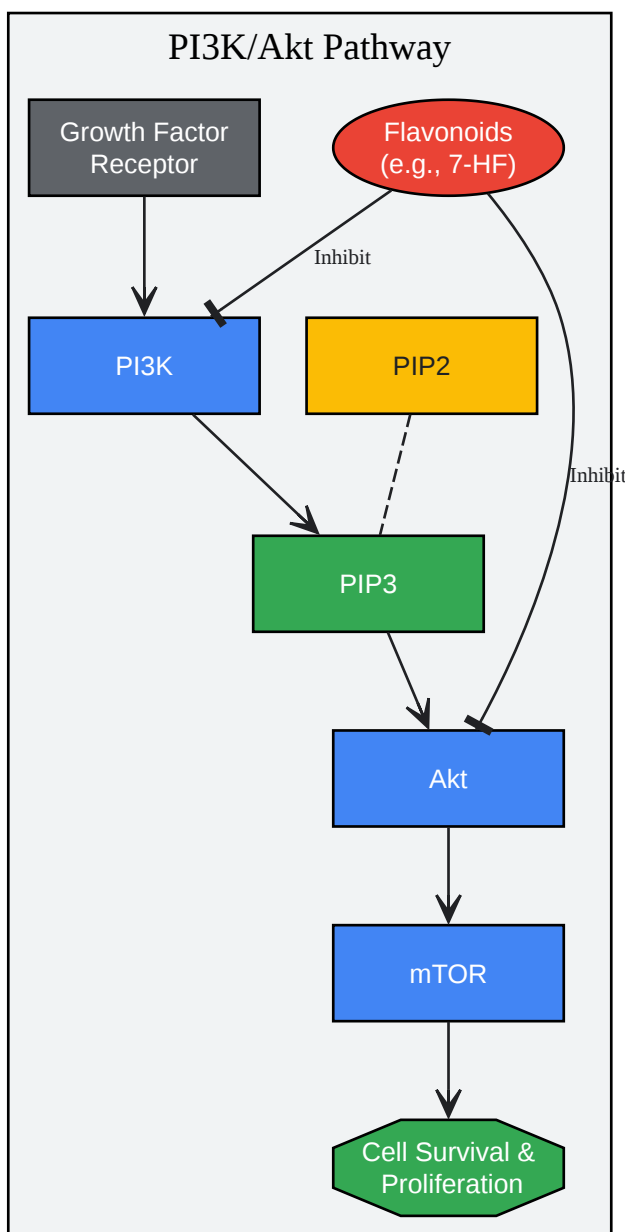 PI3K/Akt Pathway
Growth Factor
Receptor
Flavonoids
(e.g., 7-HF)
Inhibit
PI3K
PIP2
Inhibit
PIP3
Akt
mTOR
Cell Survival &
Proliferation